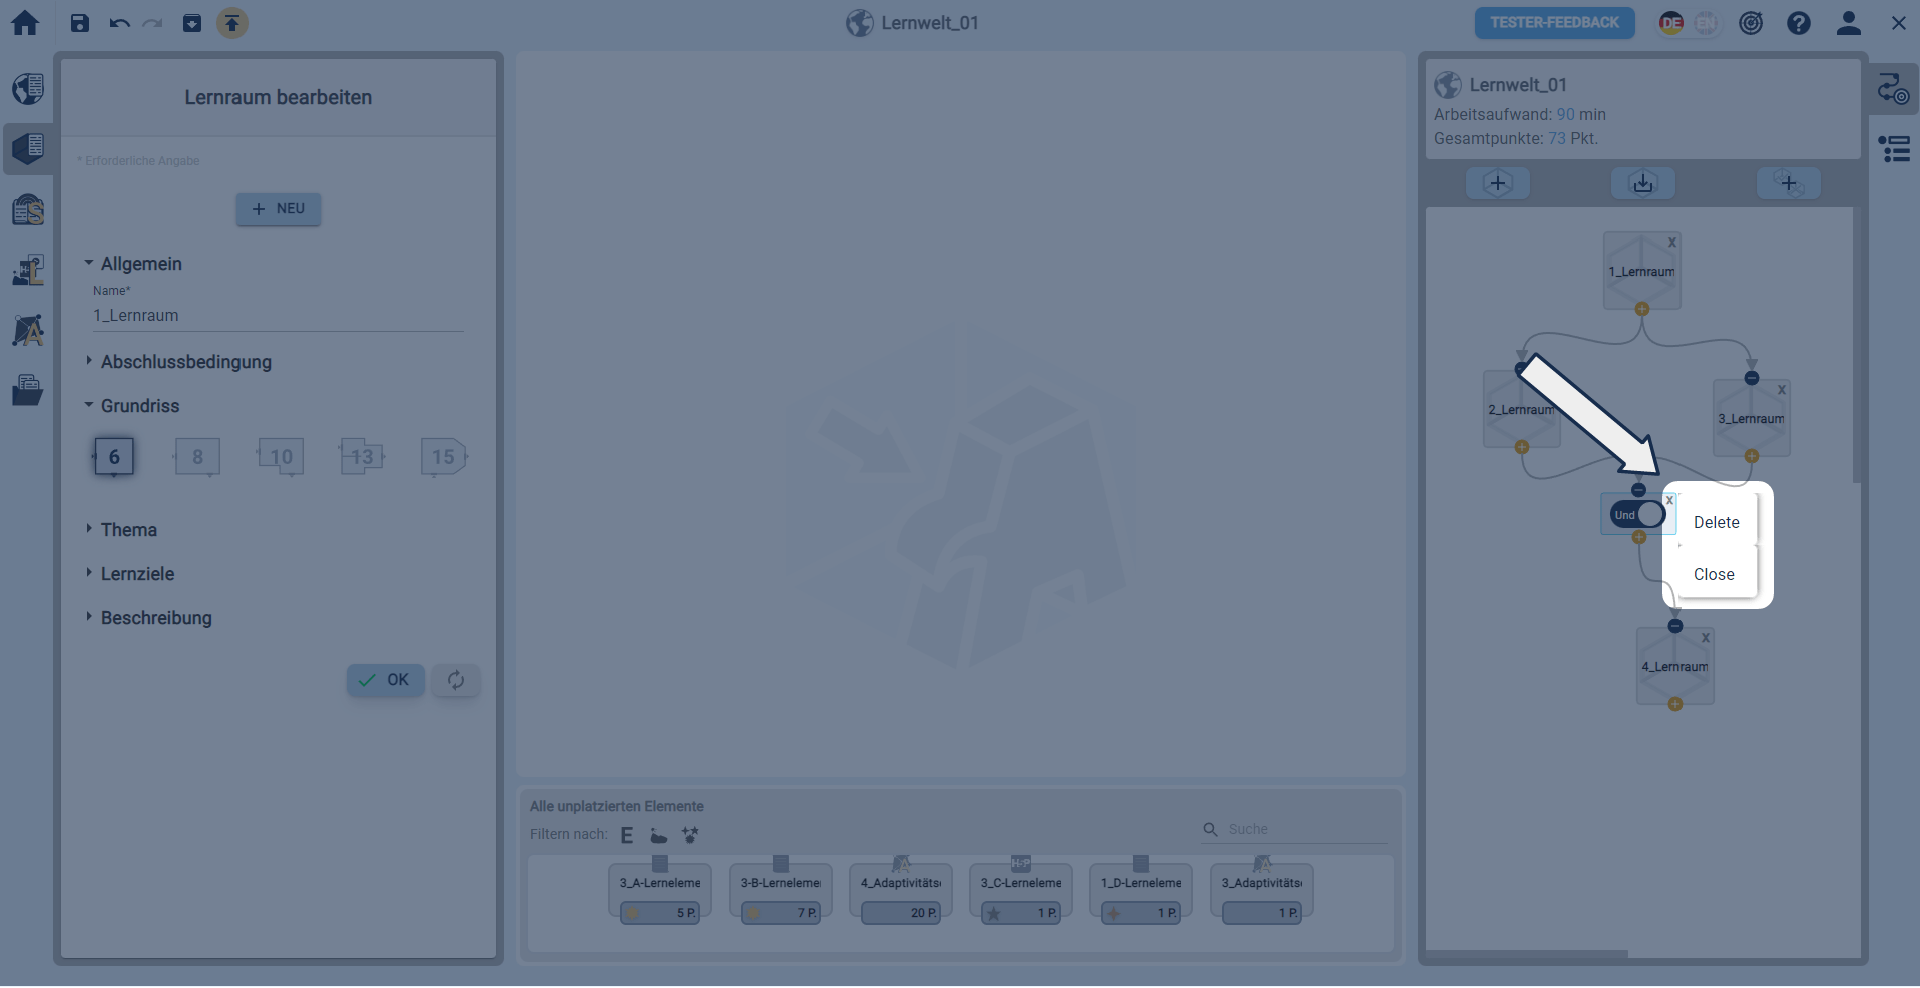 Lernwelt_01
TESTER-FEEDBACK
DE EN
Lernraum bearbeiten
* Erforderliche Angabe
NEU
Allgemein
Name*
1_Lernraum
Abschlussbedingung
Grundriss
6 8 10 13 15
Thema
Lernziele
Beschreibung
OK
Alle unplatzierten Elemente
Filtern nach: E
Suche
3_A-Lerneleme
5 P.
3-B-Lerneleme
7 P.
4_Adaptivitäts
20 P.
H-P
3_C-Lerneleme
1 P.
1_D-Lerneleme
1 P.
3_Adaptivitäts
1 P.
Lernwelt_01
Arbeitsaufwand: 90 min
Gesamtpunkte: 73 Pkt.
X
1_Lernraum
2_Lernraum
X
3_Lernraum
X
Und
Delete
Close
X
4_Lernraum